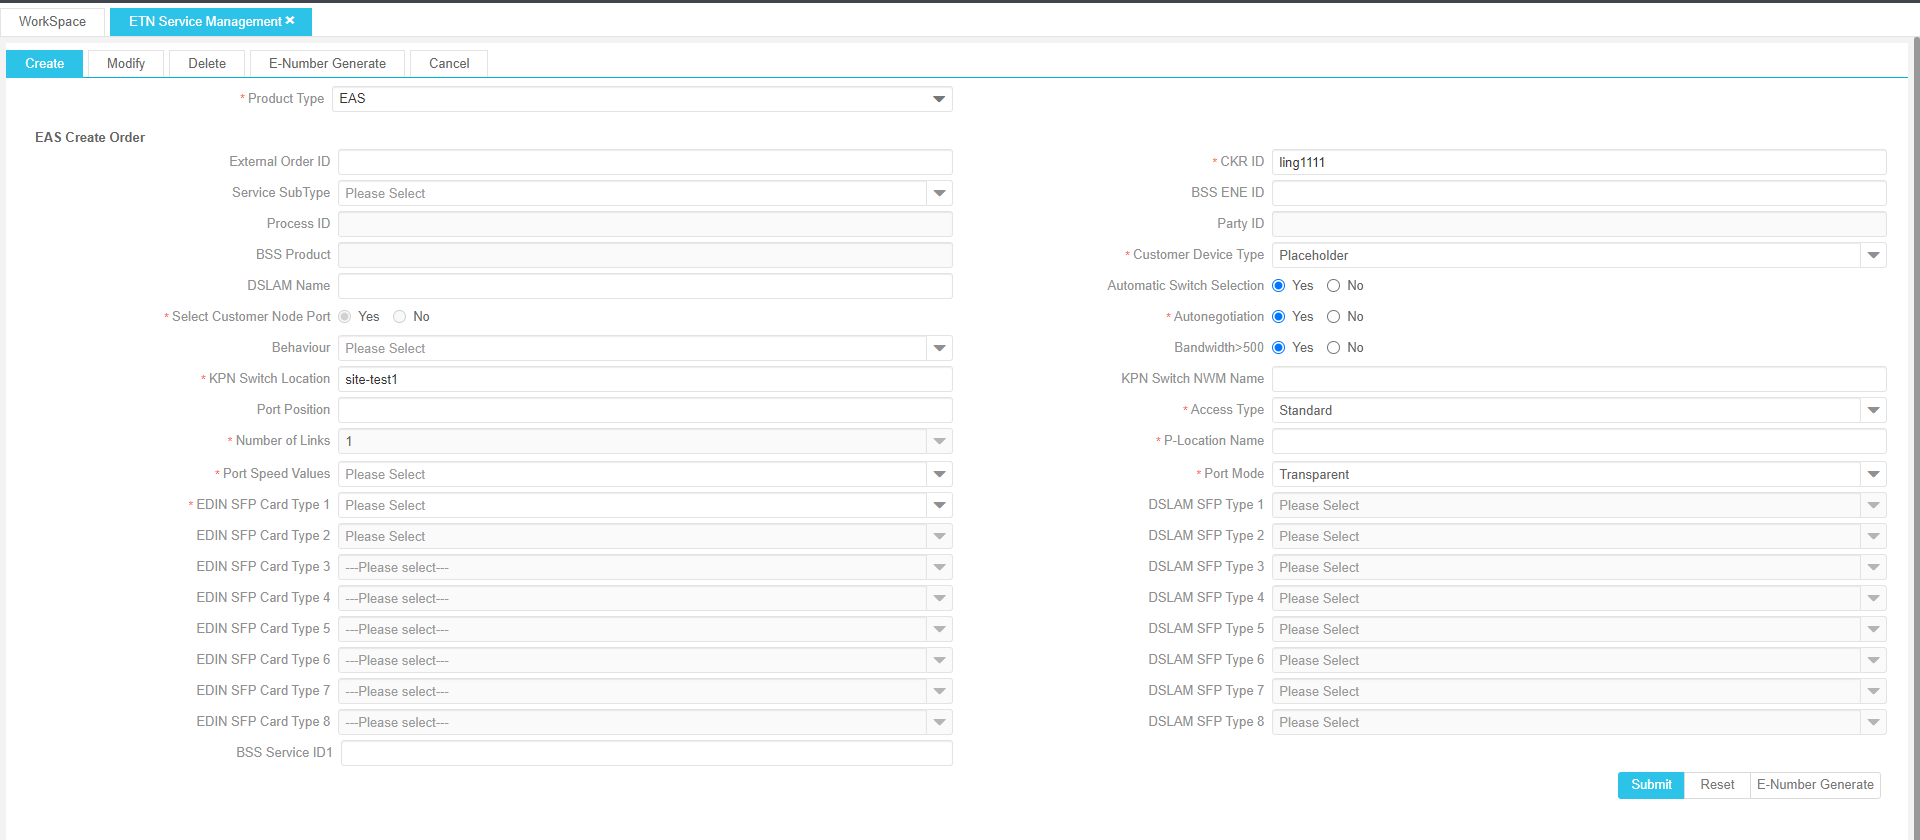 WorkSpace
ETN Service Management ×
Create
Modify
Delete
E-Number Generate
Cancel
* Product Type
EAS
EAS Create Order
External Order ID
* CKR ID
ling1111
Service SubType
Please Select
BSS ENE ID
Process ID
Party ID
BSS Product
* Customer Device Type
Placeholder
DSLAM Name
Automatic Switch Selection
Yes
No
* Select Customer Node Port
Yes
No
* Autonegotiation
Yes
No
Behaviour
Please Select
Bandwidth>500
Yes
No
* KPN Switch Location
site-test1
KPN Switch NWM Name
Port Position
* Access Type
Standard
* Number of Links
1
* P-Location Name
* Port Speed Values
Please Select
* Port Mode
Transparent
* EDIN SFP Card Type 1
Please Select
DSLAM SFP Type 1
Please Select
EDIN SFP Card Type 2
Please Select
DSLAM SFP Type 2
Please Select
EDIN SFP Card Type 3
---Please select---
DSLAM SFP Type 3
Please Select
EDIN SFP Card Type 4
---Please select---
DSLAM SFP Type 4
Please Select
EDIN SFP Card Type 5
---Please select---
DSLAM SFP Type 5
Please Select
EDIN SFP Card Type 6
---Please select---
DSLAM SFP Type 6
Please Select
EDIN SFP Card Type 7
---Please select---
DSLAM SFP Type 7
Please Select
EDIN SFP Card Type 8
---Please select---
DSLAM SFP Type 8
Please Select
BSS Service ID1
Submit
Reset
E-Number Generate